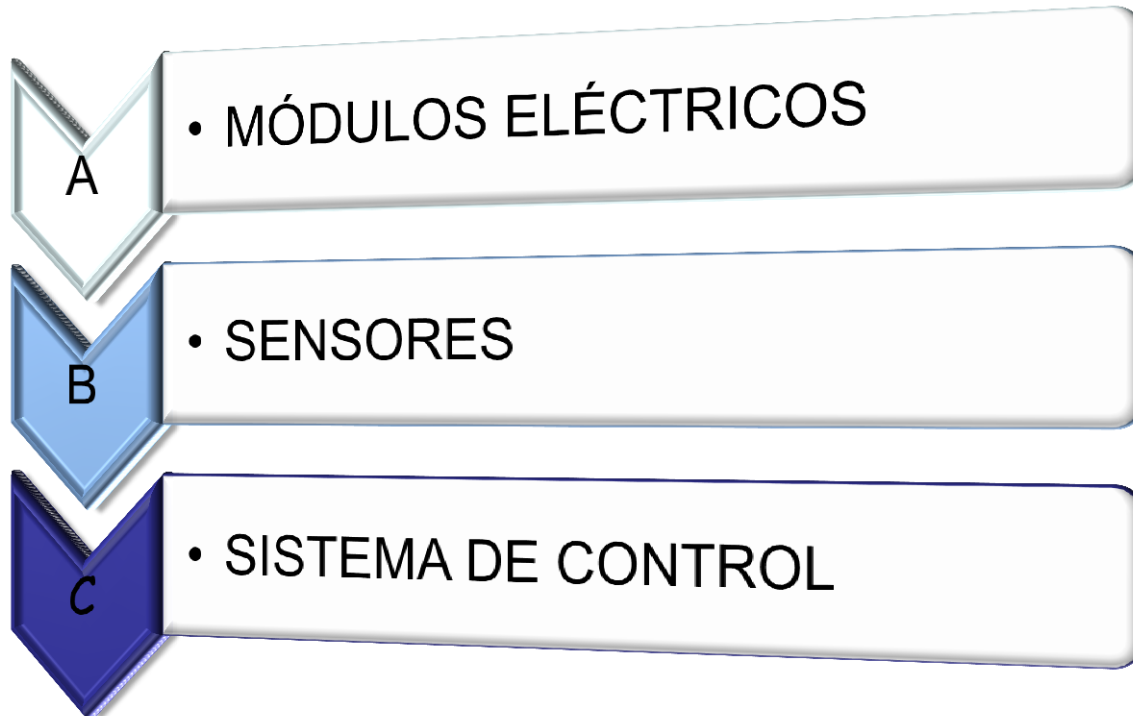 A
• MÓDULOS ELÉCTRICOS
B
• SENSORES
C
• SISTEMA DE CONTROL